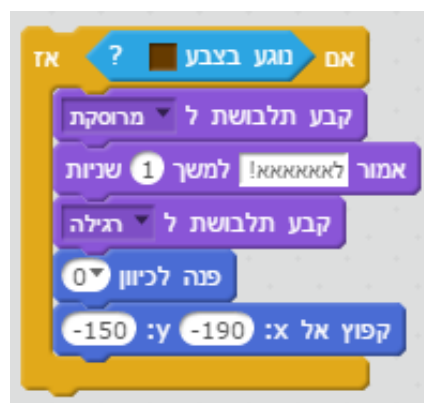 אם נוגע בצבע ? אז
קבע תלבושת ל מרוסקת
אמור לאאאאאא! למשך 1 שניות
קבע תלבושת ל רגילה
פנה לכיוון 0
קפוץ אל x: -190 y: -150